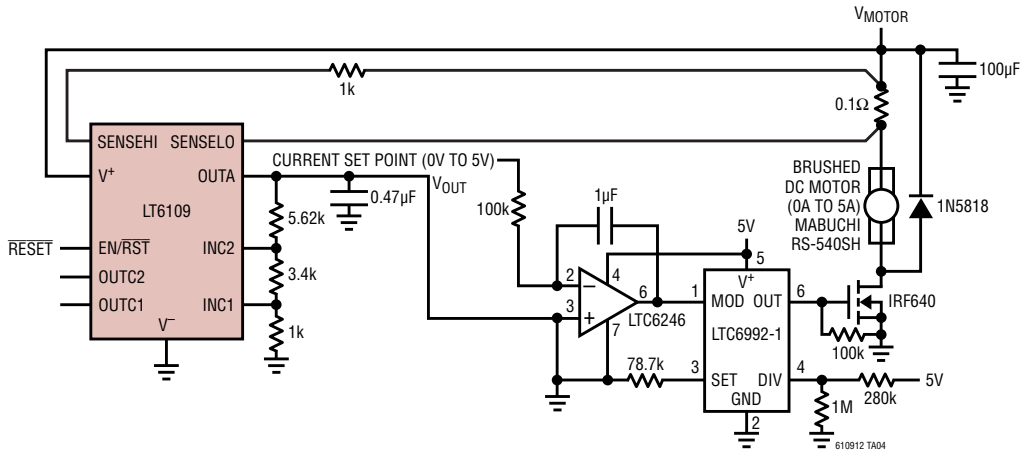 VMOTOR
100µF
1k
0.1Ω
SENSEHI SENSELO
V+
OUTA
LT6109
EN/RST
INC2
OUTC2
OUTC1
INC1
V−
RESET
5.62k
3.4k
1k
0.47µF
CURRENT SET POINT (0V TO 5V)
VOUT
100k
1µF
2
3
4
6
7
−
+
LTC6246
5V
5
V+
1
MOD OUT
6
LTC6992-1
3
SET DIV
4
GND
2
78.7k
BRUSHED
DC MOTOR
(0A TO 5A)
MABUCHI
RS-540SH
1N5818
IRF640
100k
280k
5V
1M
610912 TA04